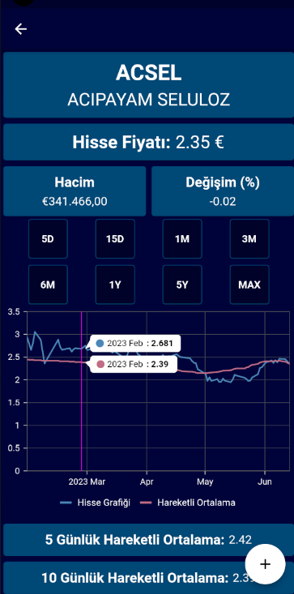 ACSEL
ACIPAYAM SELULOZ
Hisse Fiyatı: 2.35 €
Hacim
€341.466,00
Değişim (%)
-0.02
5D 15D 1M 3M
6M 1Y 5Y MAX
3.5
3
2.5
2
1.5
1
0.5
0
2023 Feb : 2.681
2023 Feb : 2.39
2023 Mar Apr May Jun
Hisse Grafiği Hareketli Ortalama
5 Günlük Hareketli Ortalama: 2.42
10 Günlük Hareketli Ortalama: